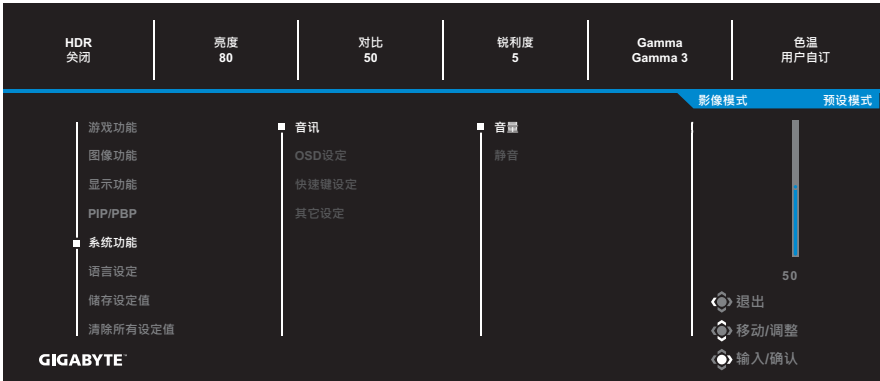 HDR
关闭
亮度
80
对比
50
锐利度
5
Gamma
Gamma 3
色温
用户自订
影像模式
预设模式
游戏功能
图像功能
显示功能
PIP/PBP
系统功能
语言设定
储存设定值
清除所有设定值
音讯
OSD设定
快速键设定
其它设定
音量
静音
50
退出
移动/调整
输入/确认
GIGABYTE™